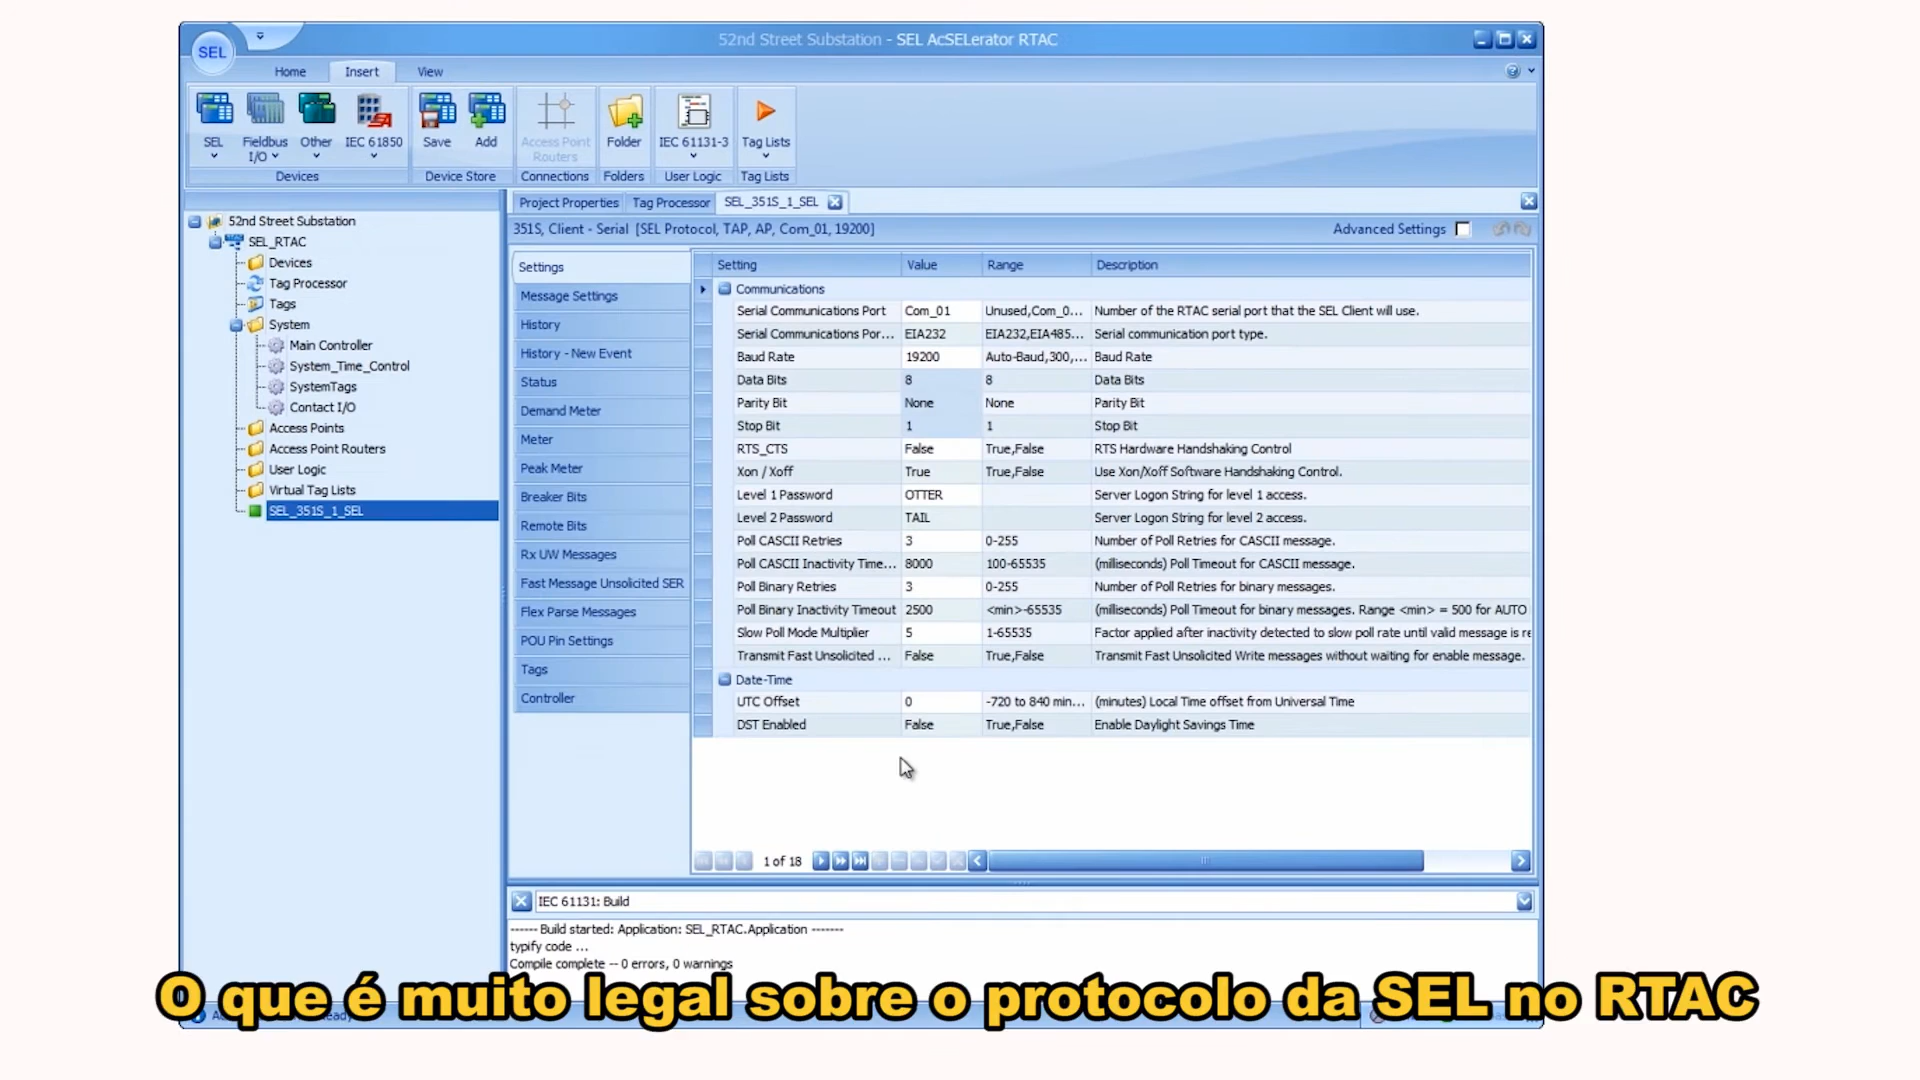 52nd Street Substation - SEL AcSELerator RTAC
SEL
Home Insert View
SEL Fieldbus I/O Other IEC 61850 Save Add Access Point Routers Folder IEC 61131-3 Tag Lists
Devices Device Store Connections Folders User Logic Tag Lists
52nd Street Substation
SEL_RTAC
Devices
Tag Processor
Tags
System
Main Controller
System_Time_Control
SystemTags
Contact I/O
Access Points
Access Point Routers
User Logic
Virtual Tag Lists
SEL_351S_1_SEL
Project Properties Tag Processor SEL_351S_1_SEL
351S, Client - Serial [SEL Protocol, TAP, AP, Com_01, 19200] Advanced Settings
Settings
Message Settings
History
History - New Event
Status
Demand Meter
Meter
Peak Meter
Breaker Bits
Remote Bits
Rx UW Messages
Fast Message Unsolicited SER
Flex Parse Messages
POU Pin Settings
Tags
Controller
Setting Value Range Description
Communications
Serial Communications Port Com_01 Unused,Com_0... Number of the RTAC serial port that the SEL Client will use.
Serial Communications Por... EIA232 EIA232,EIA485... Serial communication port type.
Baud Rate 19200 Auto-Baud,300,... Baud Rate
Data Bits 8 8 Data Bits
Parity Bit None None Parity Bit
Stop Bit 1 1 Stop Bit
RTS_CTS False True,False RTS Hardware Handshaking Control
Xon / Xoff True True,False Use Xon/Xoff Software Handshaking Control.
Level 1 Password OTTER Server Logon String for level 1 access.
Level 2 Password TAIL Server Logon String for level 2 access.
Poll CASCII Retries 3 0-255 Number of Poll Retries for CASCII message.
Poll CASCII Inactivity Time... 8000 100-65535 (milliseconds) Poll Timeout for CASCII message.
Poll Binary Retries 3 0-255 Number of Poll Retries for binary messages.
Poll Binary Inactivity Timeout 2500 <min>-65535 (milliseconds) Poll Timeout for binary messages. Range <min> = 500 for AUTO
Slow Poll Mode Multiplier 5 1-65535 Factor applied after inactivity detected to slow poll rate until valid message is re
Transmit Fast Unsolicited ... False True,False Transmit Fast Unsolicited Write messages without waiting for enable message.
Date-Time
UTC Offset 0 -720 to 840 min... (minutes) Local Time offset from Universal Time
DST Enabled False True,False Enable Daylight Savings Time
1 of 18
IEC 61131: Build
------ Build started: Application: SEL_RTAC.Application -------
typify code ...
Compile complete -- 0 errors, 0 warnings
O que é muito legal sobre o protocolo da SEL no RTAC